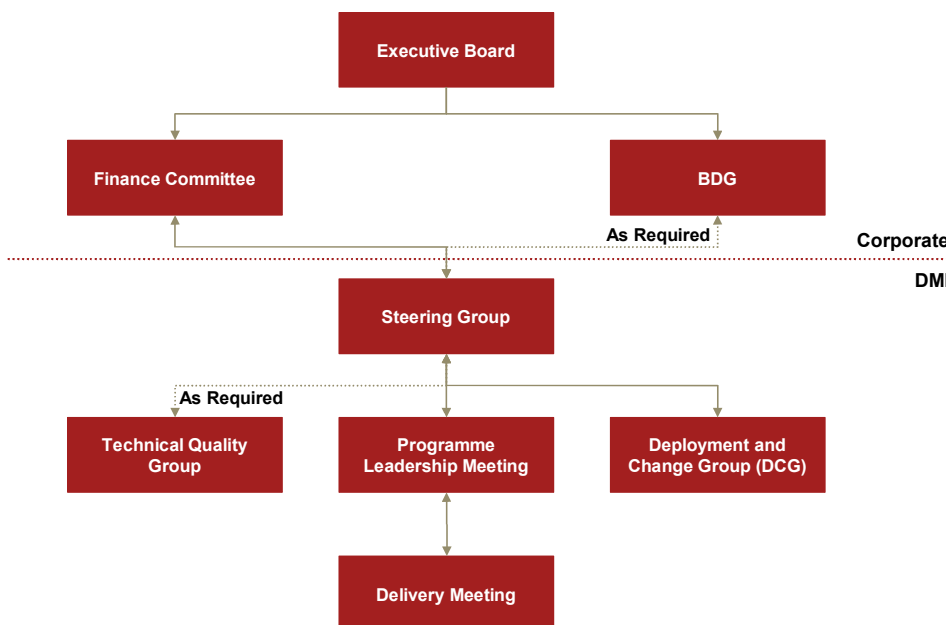 Executive Board
Finance Committee
BDG
As Required
Corporate
DMI
Steering Group
As Required
Technical Quality
Group
Programme
Leadership Meeting
Deployment and
Change Group (DCG)
Delivery Meeting